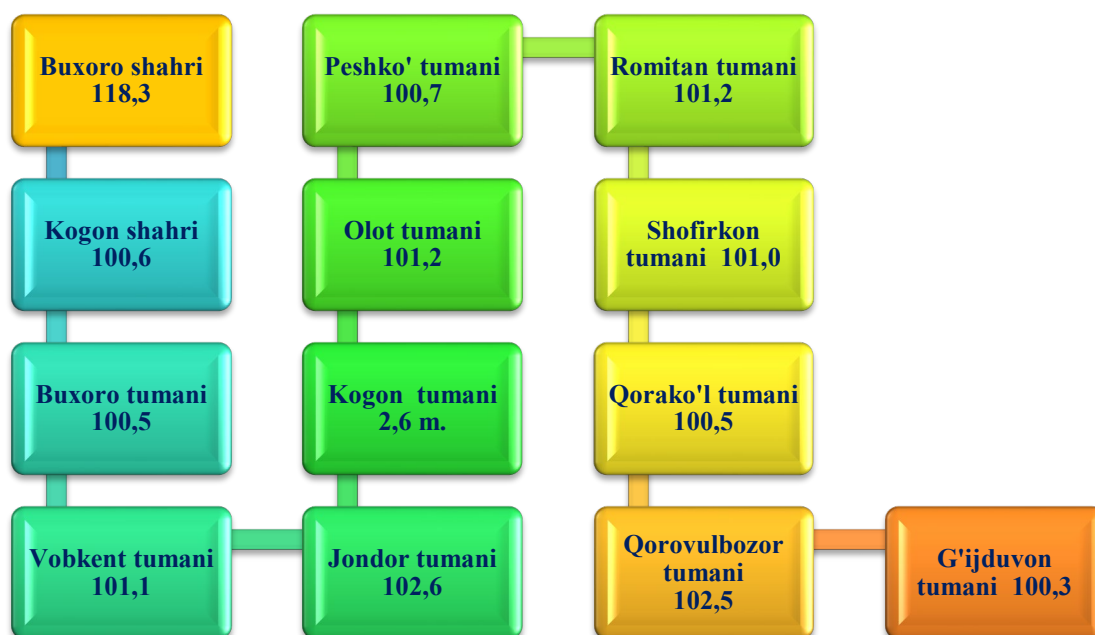 Buxoro shahri
118,3
Kogon shahri
100,6
Buxoro tumani
100,5
Vobkent tumani
101,1
Jondor tumani
102,6
Kogon tumani
2,6 m.
Olot tumani
101,2
Peshko' tumani
100,7
Romitan tumani
101,2
Shofirkon
tumani 101,0
Qorako'l tumani
100,5
Qorovulbozor
tumani
102,5
G'ijduvon
tumani 100,3